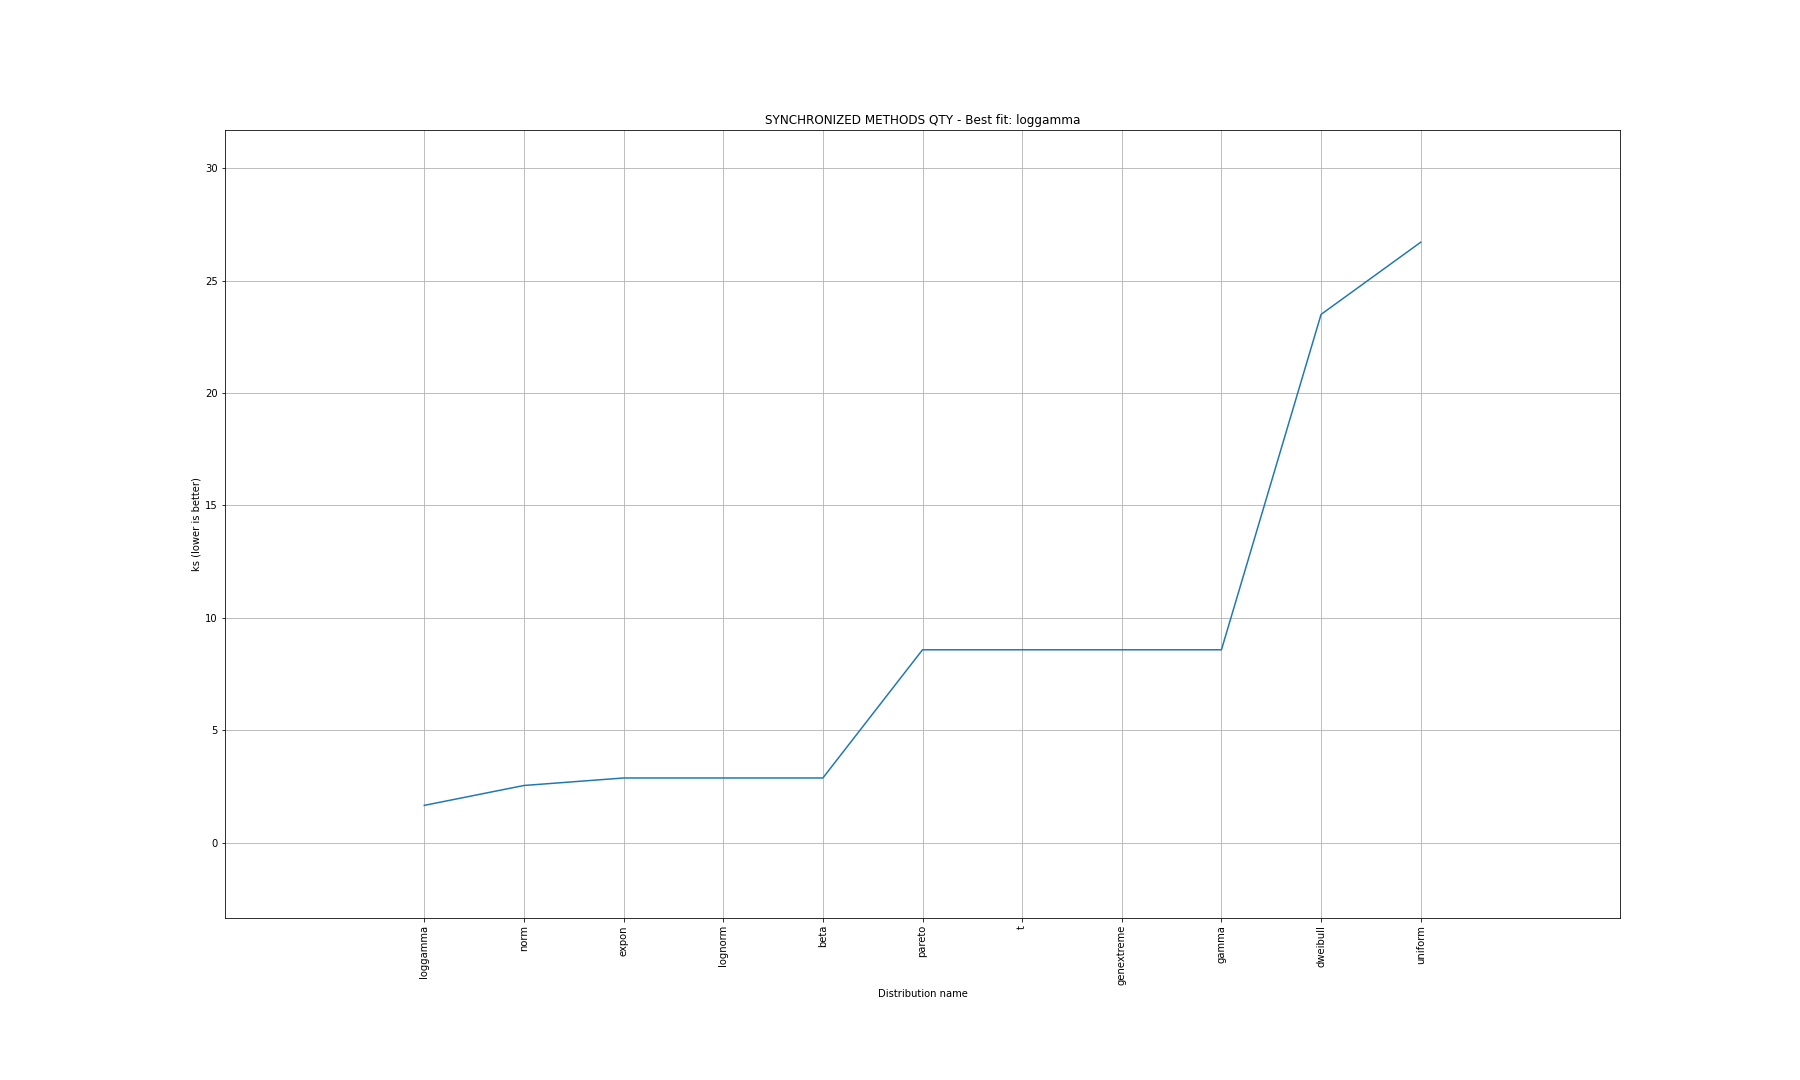 SYNCHRONIZED METHODS QTY - Best fit: loggamma
30
25
20
15
10
5
0
ks (lower is better)
loggamma
norm
expon
lognorm
beta
pareto
t
genextreme
gamma
dweibull
uniform
Distribution name